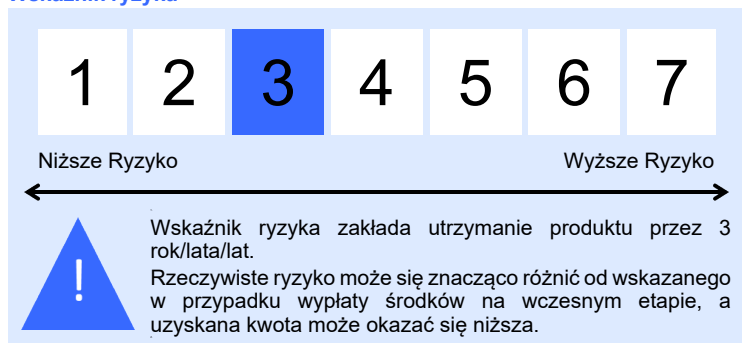 Wskaźnik ryzyka
1 2 3 4 5 6 7
Niższe Ryzyko Wyższe Ryzyko
Wskaźnik ryzyka zakłada utrzymanie produktu przez 3
rok/lata/lat.
!
Rzeczywiste ryzyko może się znacząco różnić od wskazanego
w przypadku wypłaty środków na wczesnym etapie, a
uzyskana kwota może okazać się niższa.